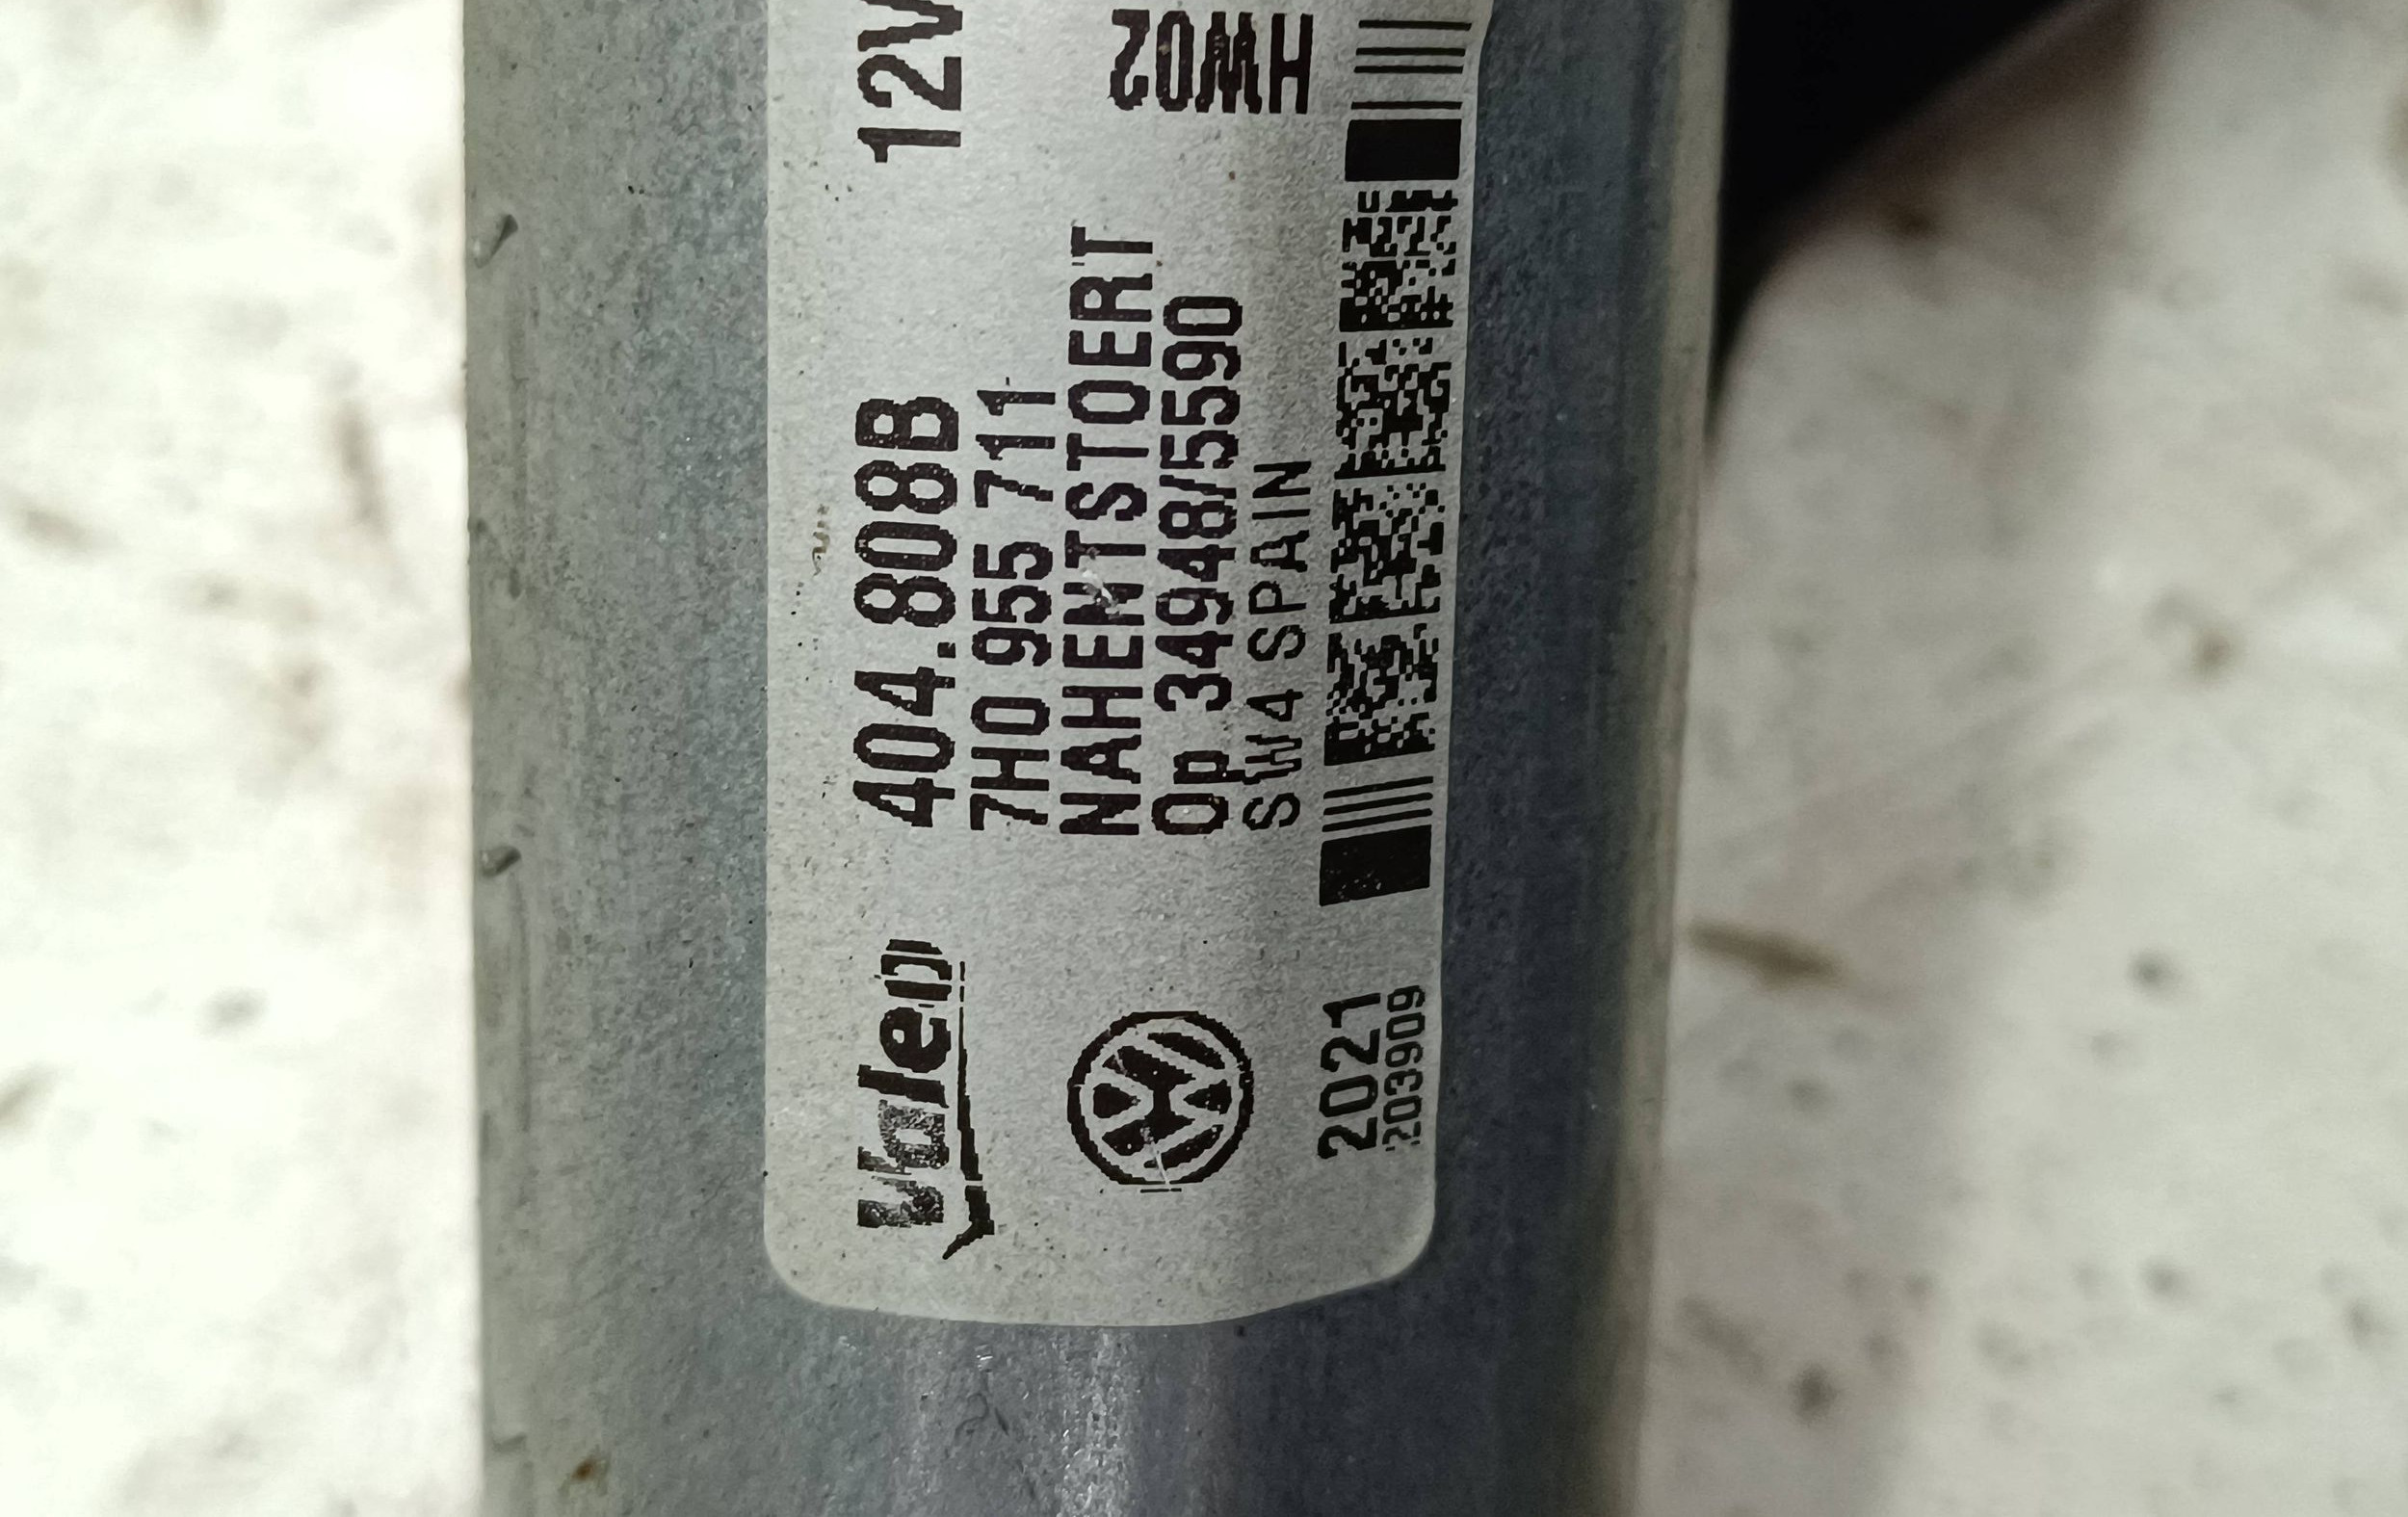 Valeo
404.808B
12V
7H0 955 711
NAHENTSTOERT
Op 34948/5590
HW02
SW4 SPAIN
2021
203909